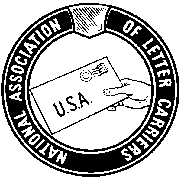 NATIONAL ASSOCIATION OF LETTER CARRIERS
U.S.A.